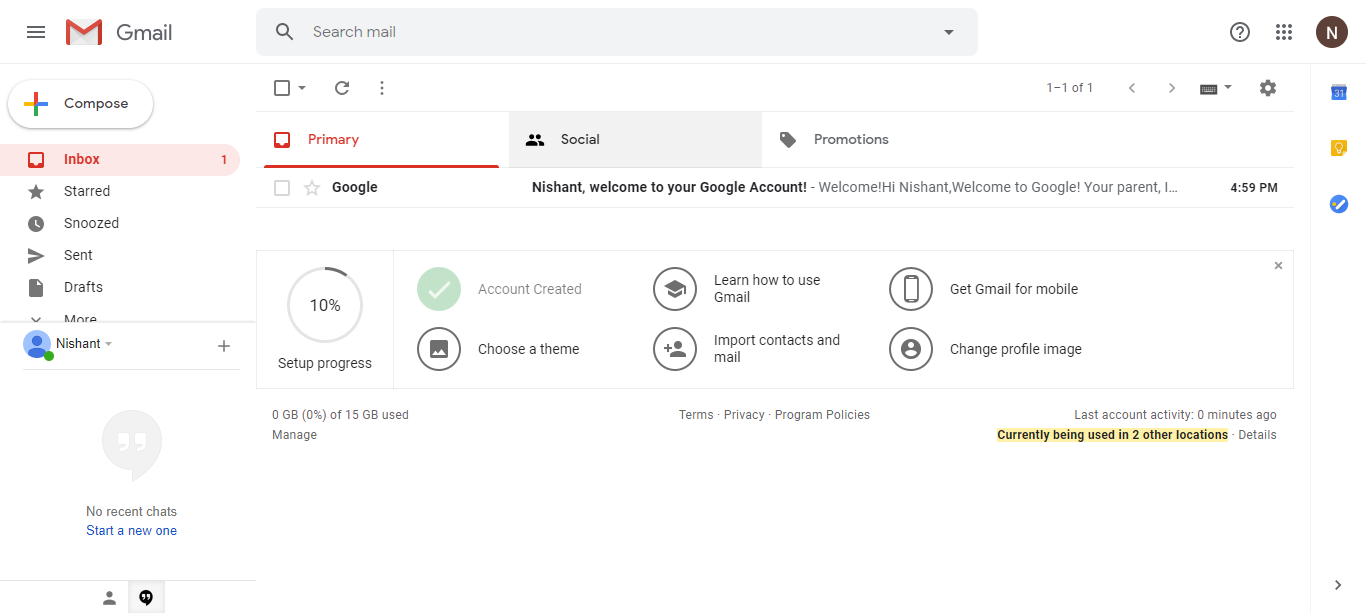 Gmail
Search mail
N
Compose
1–1 of 1
31
Primary
Social
Promotions
Inbox 1
Starred
Snoozed
Sent
Drafts
More
Google Nishant, welcome to your Google Account! - Welcome!Hi Nishant,Welcome to Google! Your parent, I… 4:59 PM
10%
Setup progress
Account Created
Learn how to use
Gmail
Get Gmail for mobile
Choose a theme
Import contacts and
mail
Change profile image
Nishant
0 GB (0%) of 15 GB used
Manage
Terms · Privacy · Program Policies
Last account activity: 0 minutes ago
Currently being used in 2 other locations · Details
No recent chats
Start a new one